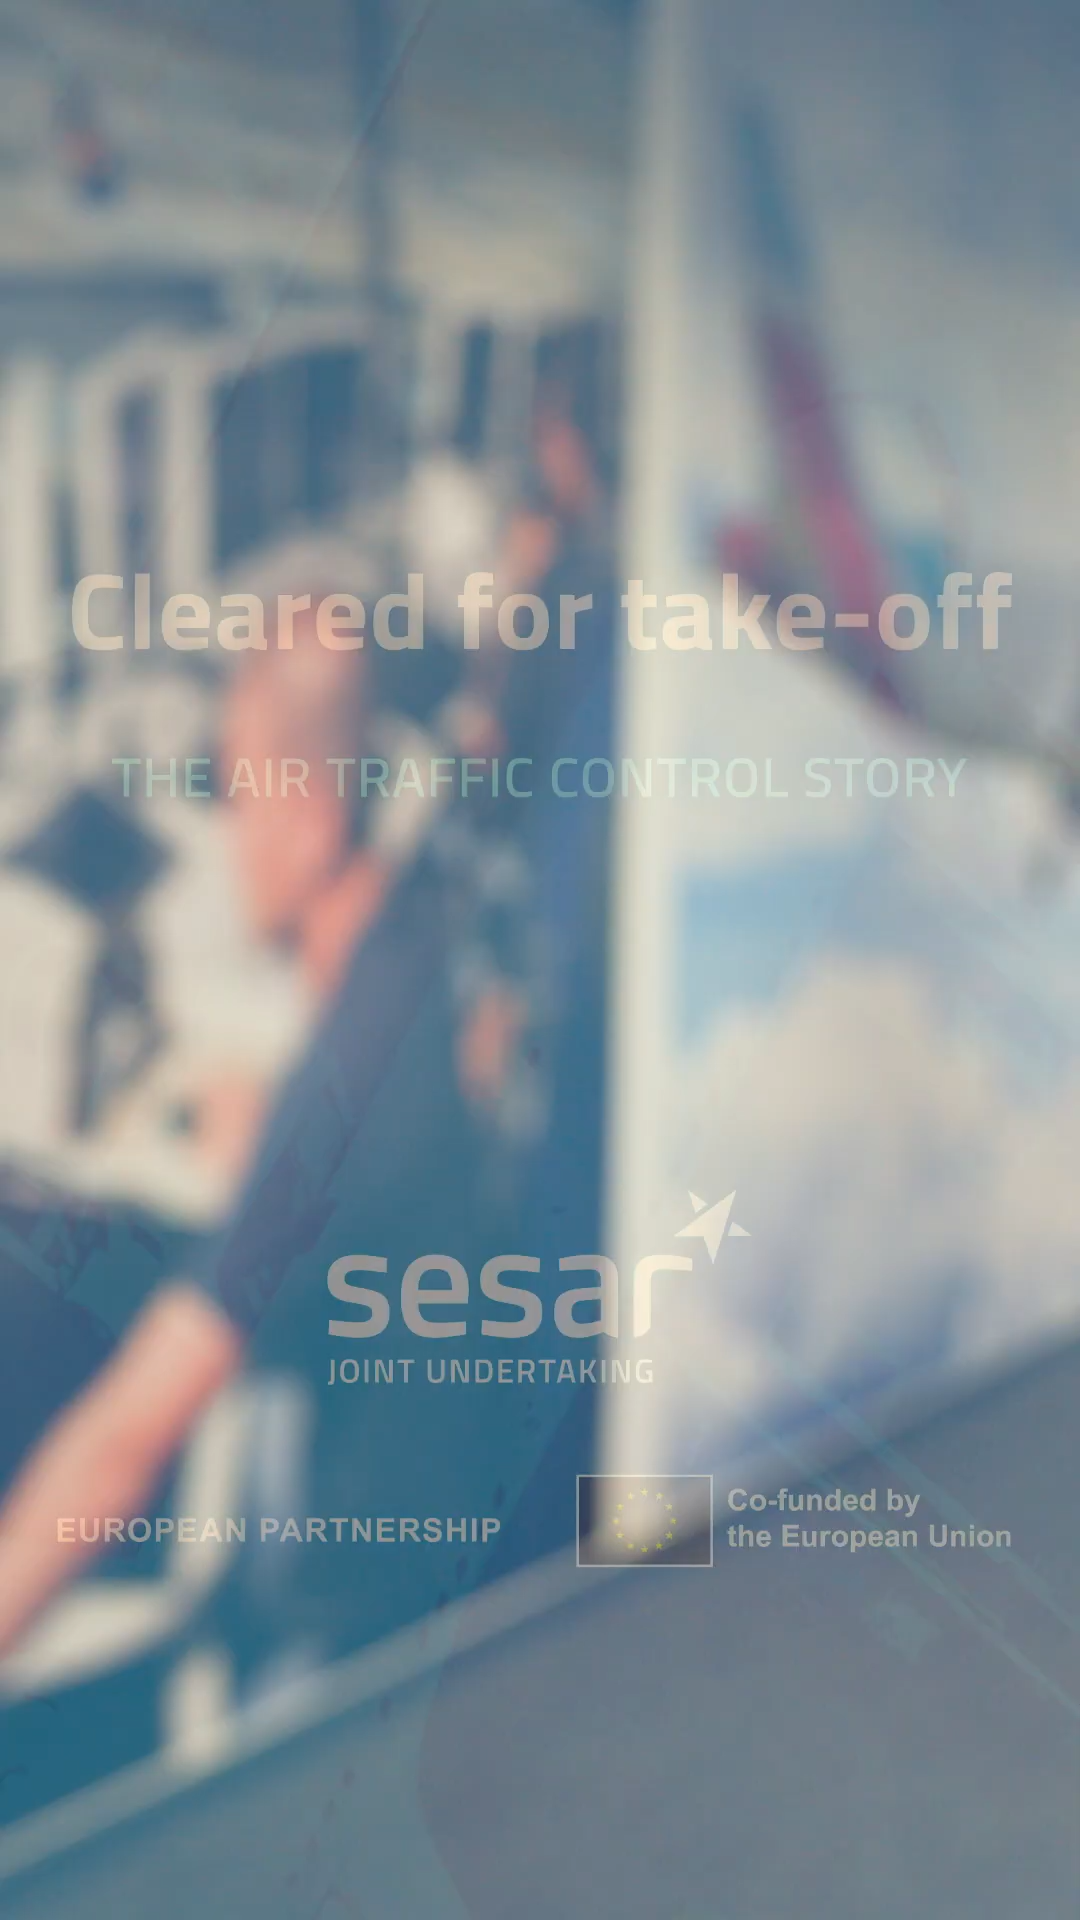 Cleared for take-off
THE AIR TRAFFIC CONTROL STORY
sesar
JOINT UNDERTAKING
EUROPEAN PARTNERSHIP
Co-funded by
the European Union